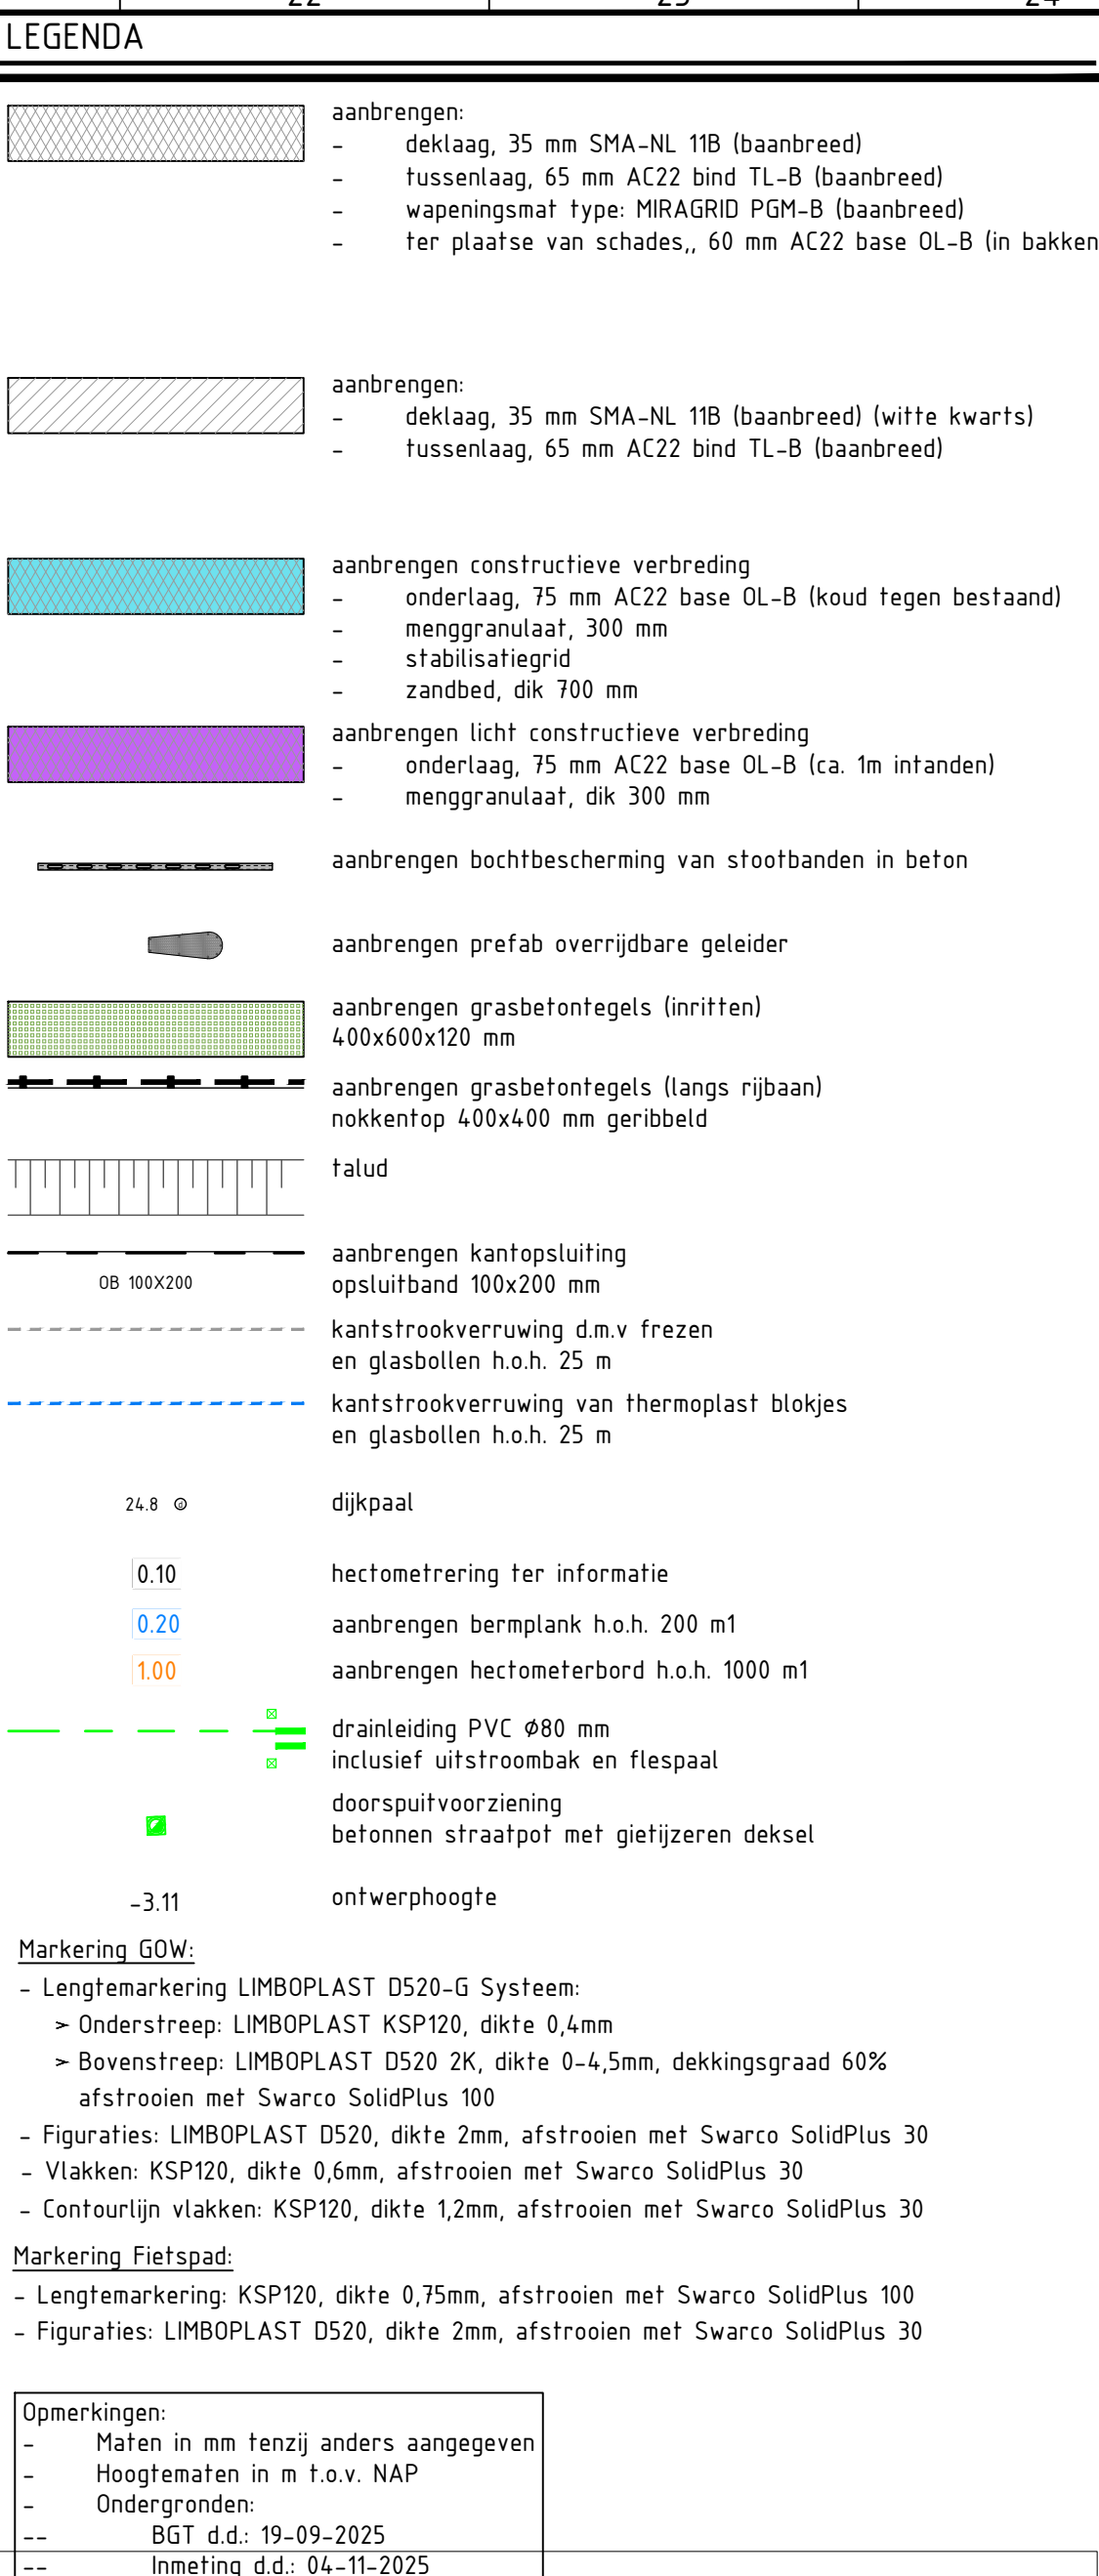 LEGENDA
aanbrengen:
- deklaag, 35 mm SMA-NL 11B (baanbreed)
- tussenlaag, 65 mm AC22 bind TL-B (baanbreed)
- wapeningsmat type: MIRAGRID PGM-B (baanbreed)
- ter plaatse van schades,, 60 mm AC22 base OL-B (in bakken
aanbrengen:
- deklaag, 35 mm SMA-NL 11B (baanbreed) (witte kwarts)
- tussenlaag, 65 mm AC22 bind TL-B (baanbreed)
aanbrengen constructieve verbreding
- onderlaag, 75 mm AC22 base OL-B (koud tegen bestaand)
- menggranulaat, 300 mm
- stabilisatiegrid
- zandbed, dik 700 mm
aanbrengen licht constructieve verbreding
- onderlaag, 75 mm AC22 base OL-B (ca. 1m intanden)
- menggranulaat, dik 300 mm
aanbrengen bochtbescherming van stootbanden in beton
aanbrengen prefab overrijdbare geleider
aanbrengen grasbetontegels (inritten)
400x600x120 mm
aanbrengen grasbetontegels (langs rijbaan)
nokkentop 400x400 mm geribbeld
talud
aanbrengen kantopsluiting
OB 100X200 opsluitband 100x200 mm
kantstrookverruwing d.m.v frezen
en glasbollen h.o.h. 25 m
kantstrookverruwing van thermoplast blokjes
en glasbollen h.o.h. 25 m
24.8 dijkpaal
0.10 hectometrering ter informatie
0.20 aanbrengen bermplank h.o.h. 200 m1
1.00 aanbrengen hectometerbord h.o.h. 1000 m1
drainleiding PVC Ø80 mm
inclusief uitstroombak en flespaal
doorspuitvoorziening
betonnen straatpot met gietijzeren deksel
-3.11 ontwerphoogte
Markering GOW:
- Lengtemarkering LIMBOPLAST D520-G Systeem:
> Onderstreep: LIMBOPLAST KSP120, dikte 0,4mm
> Bovenstreep: LIMBOPLAST D520 2K, dikte 0-4,5mm, dekkingsgraad 60%
afstrooien met Swarco SolidPlus 100
- Figuraties: LIMBOPLAST D520, dikte 2mm, afstrooien met Swarco SolidPlus 30
- Vlakken: KSP120, dikte 0,6mm, afstrooien met Swarco SolidPlus 30
- Contourlijn vlakken: KSP120, dikte 1,2mm, afstrooien met Swarco SolidPlus 30
Markering Fietspad:
- Lengtemarkering: KSP120, dikte 0,75mm, afstrooien met Swarco SolidPlus 100
- Figuraties: LIMBOPLAST D520, dikte 2mm, afstrooien met Swarco SolidPlus 30
Opmerkingen:
- Maten in mm tenzij anders aangegeven
- Hoogtematen in m t.o.v. NAP
- Ondergronden:
-- BGT d.d.: 19-09-2025
-- Inmeting d.d.: 04-11-2025